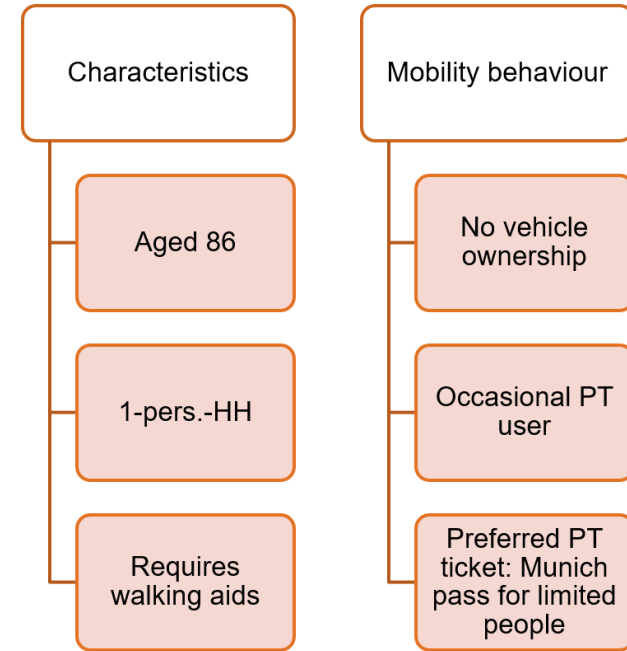 Characteristics
Aged 86
1-pers.-HH
Requires
walking aids
Mobility behaviour
No vehicle
ownership
Occasional PT
user
Preferred PT
ticket: Munich
pass for limited
people